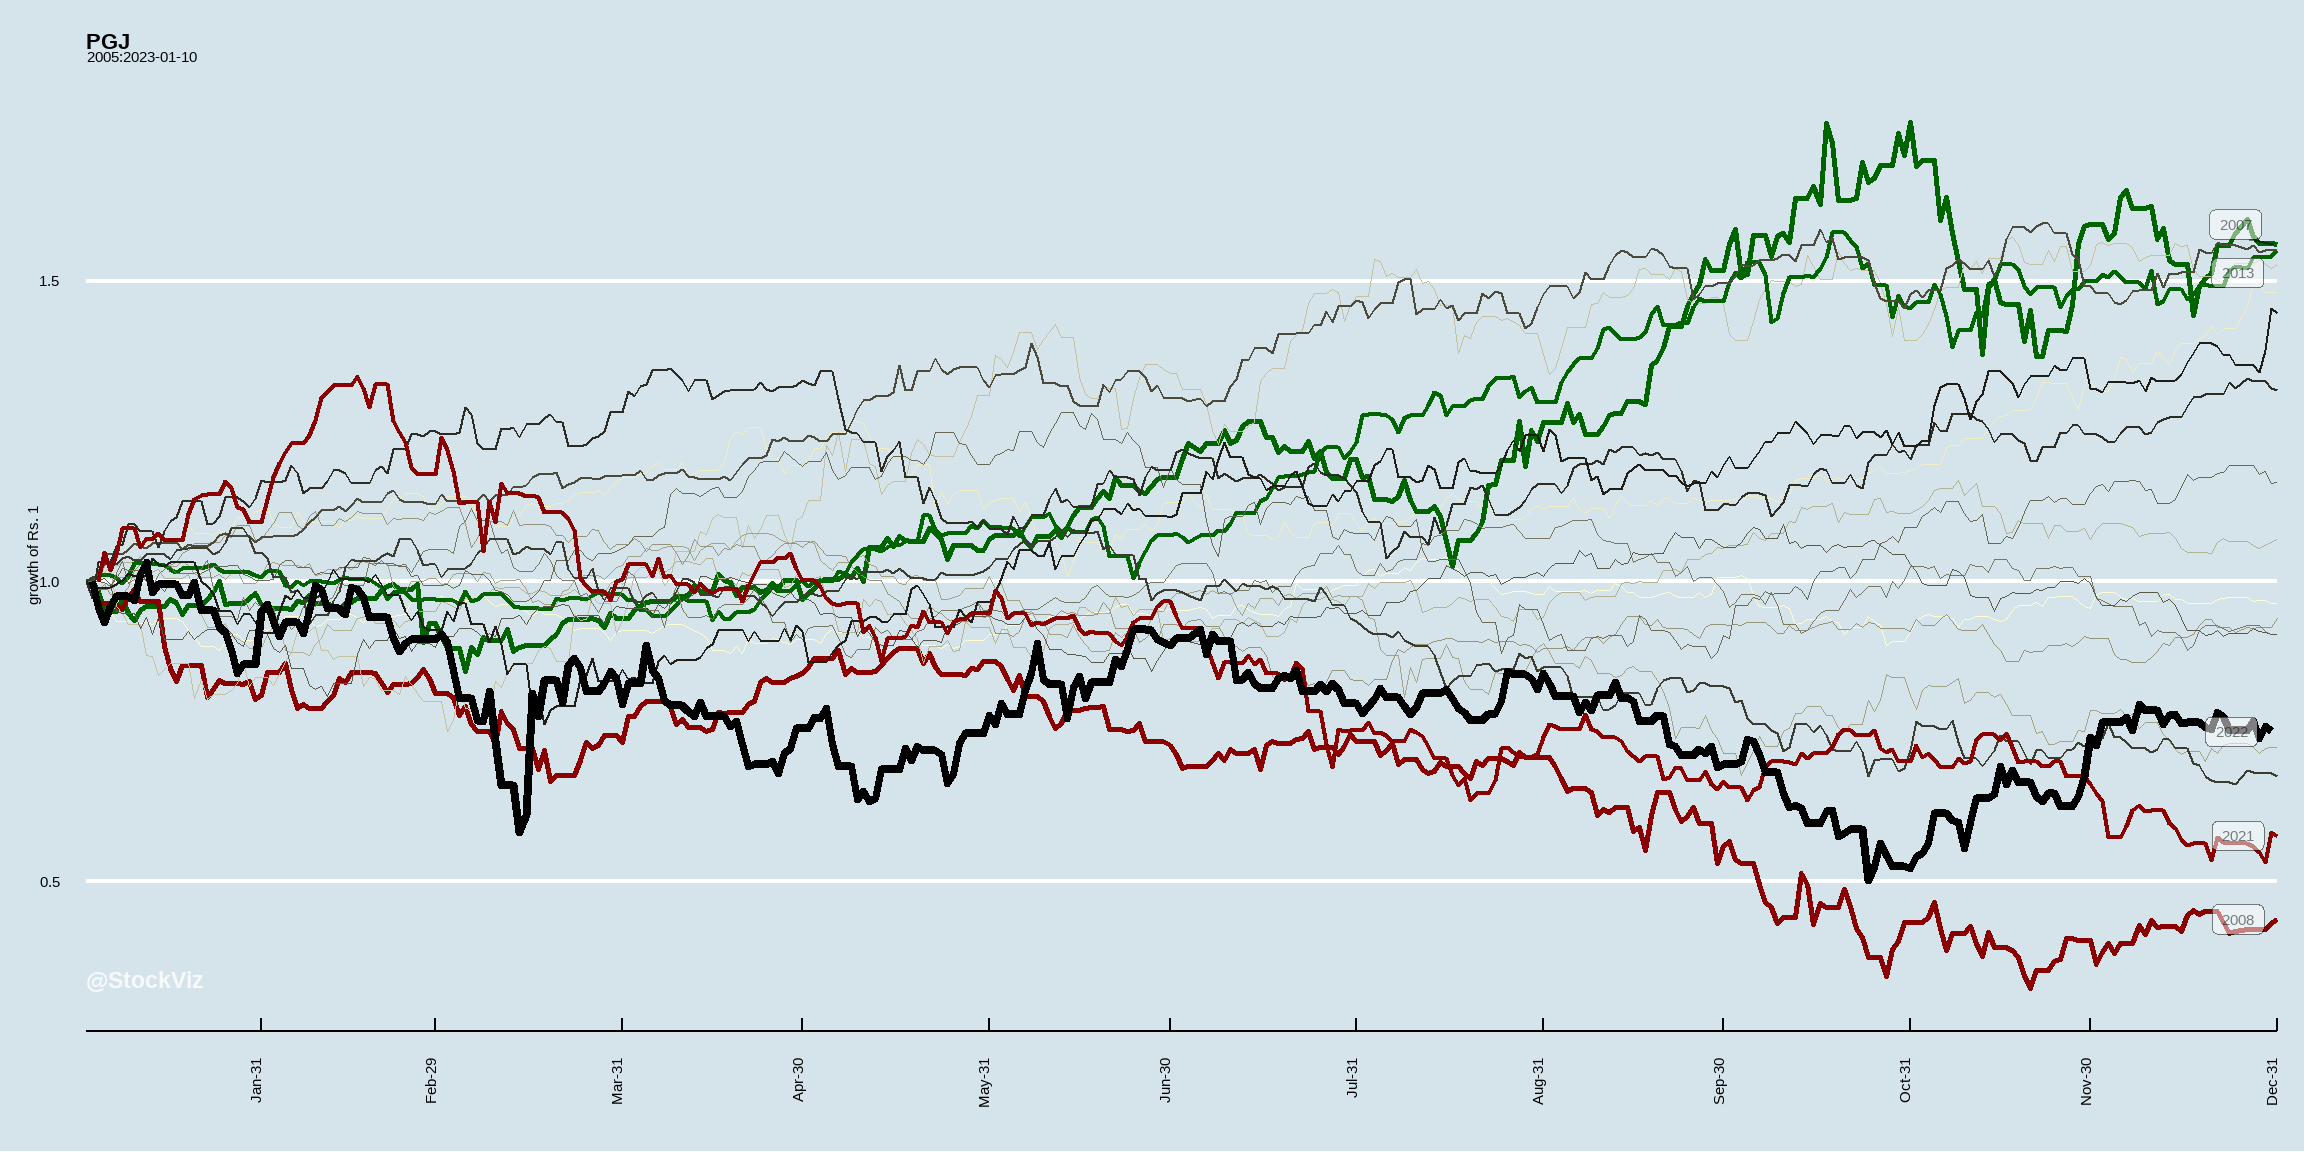 PGJ
2005:2023-01-10
growth of Rs. 1
1.5
1.0
0.5
2007
2013
2022
2021
2008
@StockViz
Jan-31
Feb-29
Mar-31
Apr-30
May-31
Jun-30
Jul-31
Aug-31
Sep-30
Oct-31
Nov-30
Dec-31